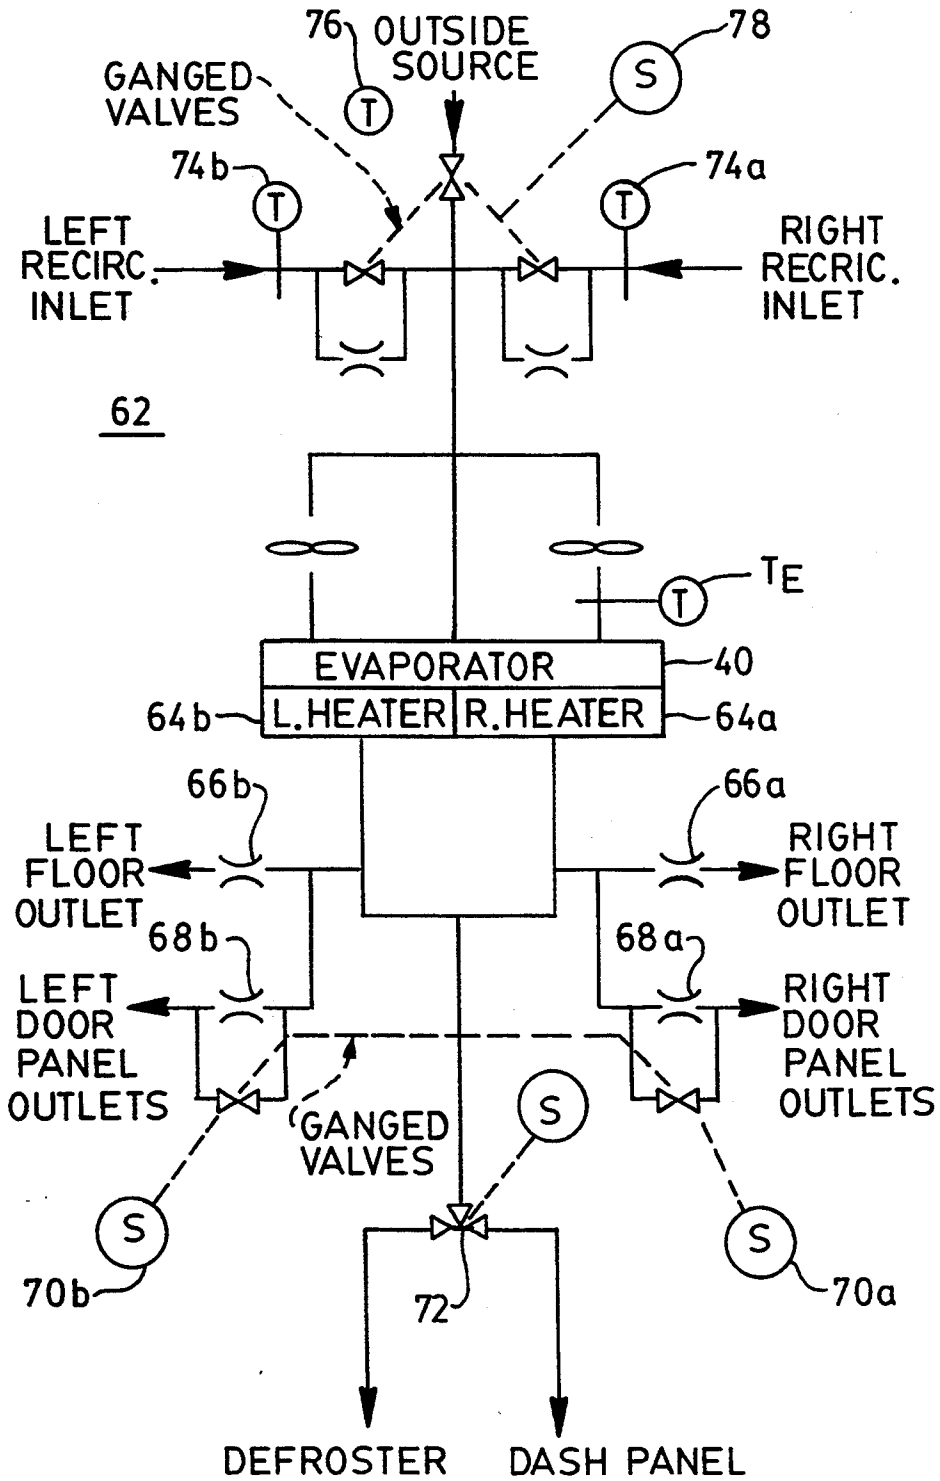 76
OUTSIDE
SOURCE
78
S
GANGED
VALVES
T
74b
T
74a
T
LEFT
RECIRC.
INLET
RIGHT
RECRIC.
INLET
62
TE
T
EVAPORATOR
40
64b
L.HEATER
R.HEATER
64a
66b
66a
LEFT
FLOOR
OUTLET
RIGHT
FLOOR
OUTLET
68b
68a
LEFT
DOOR
PANEL
OUTLETS
RIGHT
DOOR
PANEL
OUTLETS
GANGED
VALVES
S
S
70b
72
S
70a
DEFROSTER
DASH PANEL